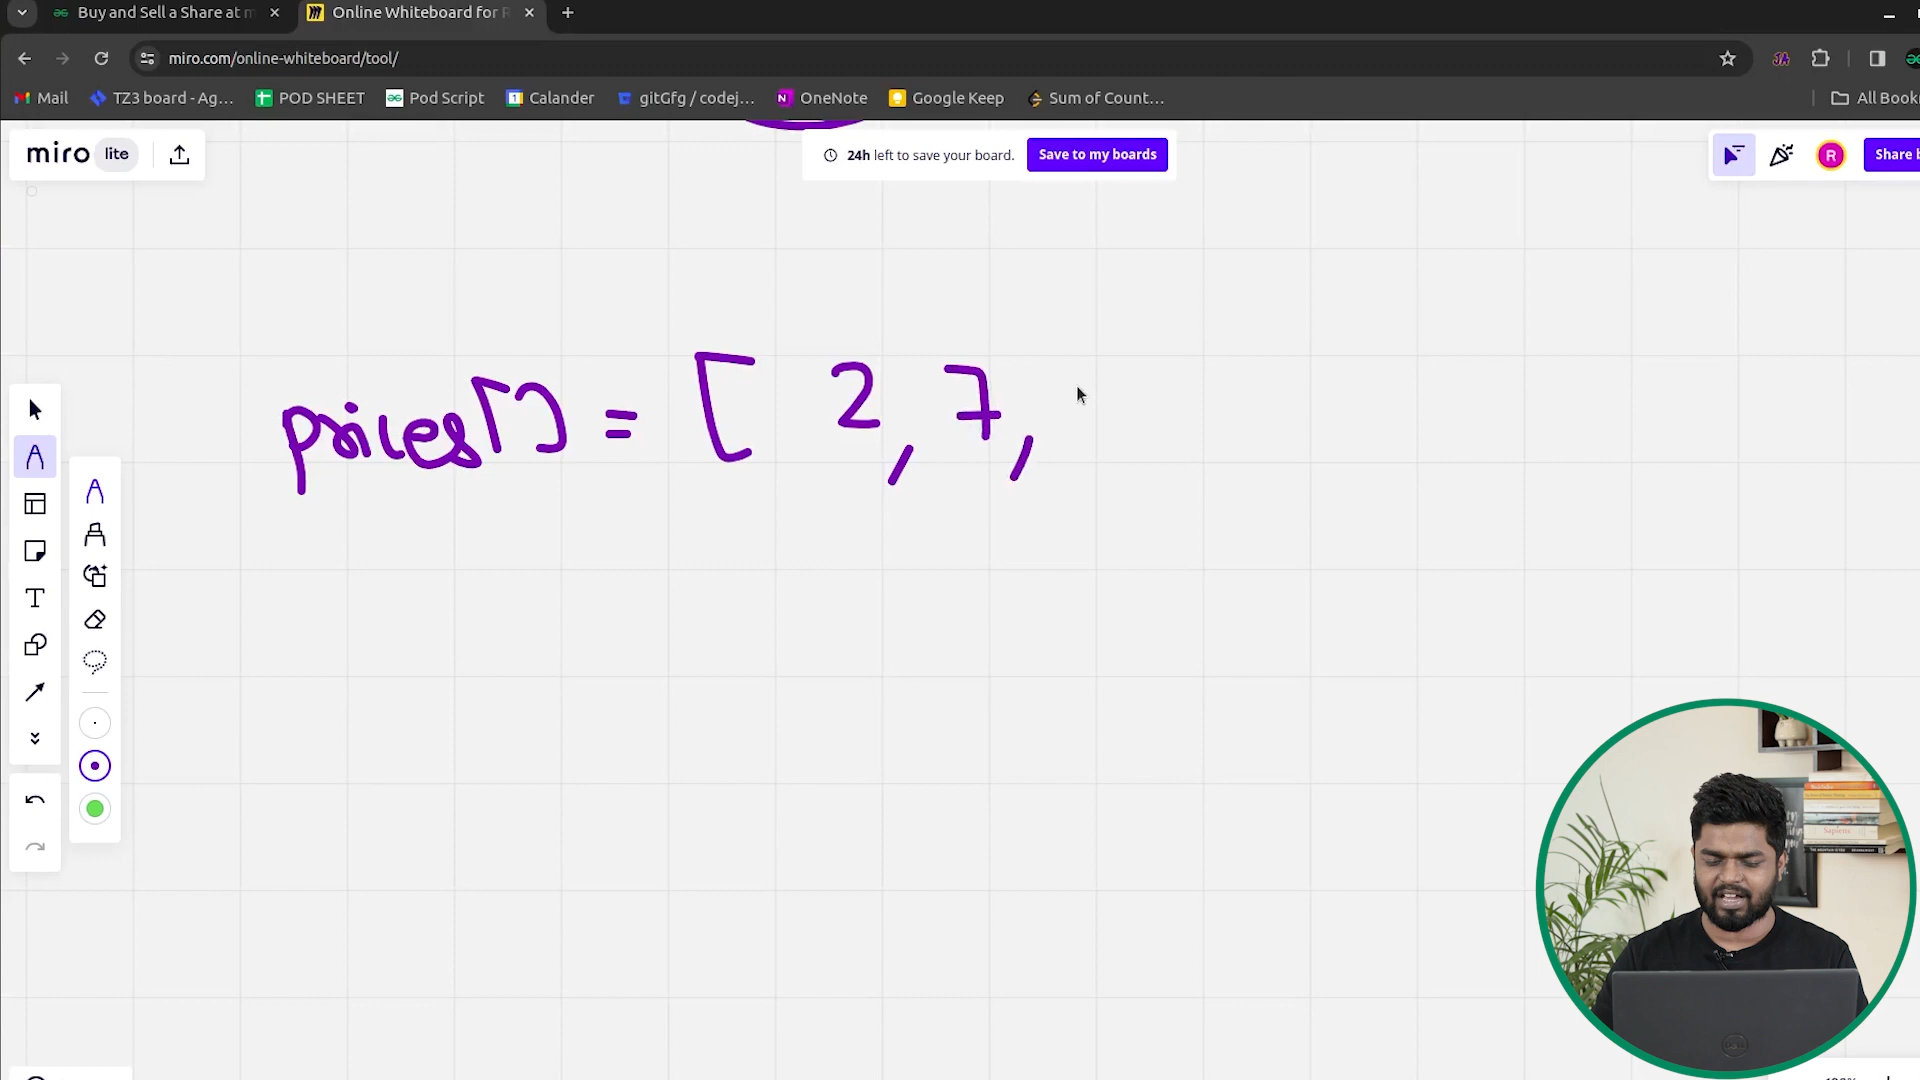 Buy and Sell a Share at m
Online Whiteboard for R
miro.com/online-whiteboard/tool/
Mail TZ3 board - Ag... POD SHEET Pod Script Calander gitGfg / codej... OneNote Google Keep Sum of Count... All Book
miro lite
24h left to save your board. Save to my boards
R Share b
prices[] = [ 2, 7,
Sapiens
DELL